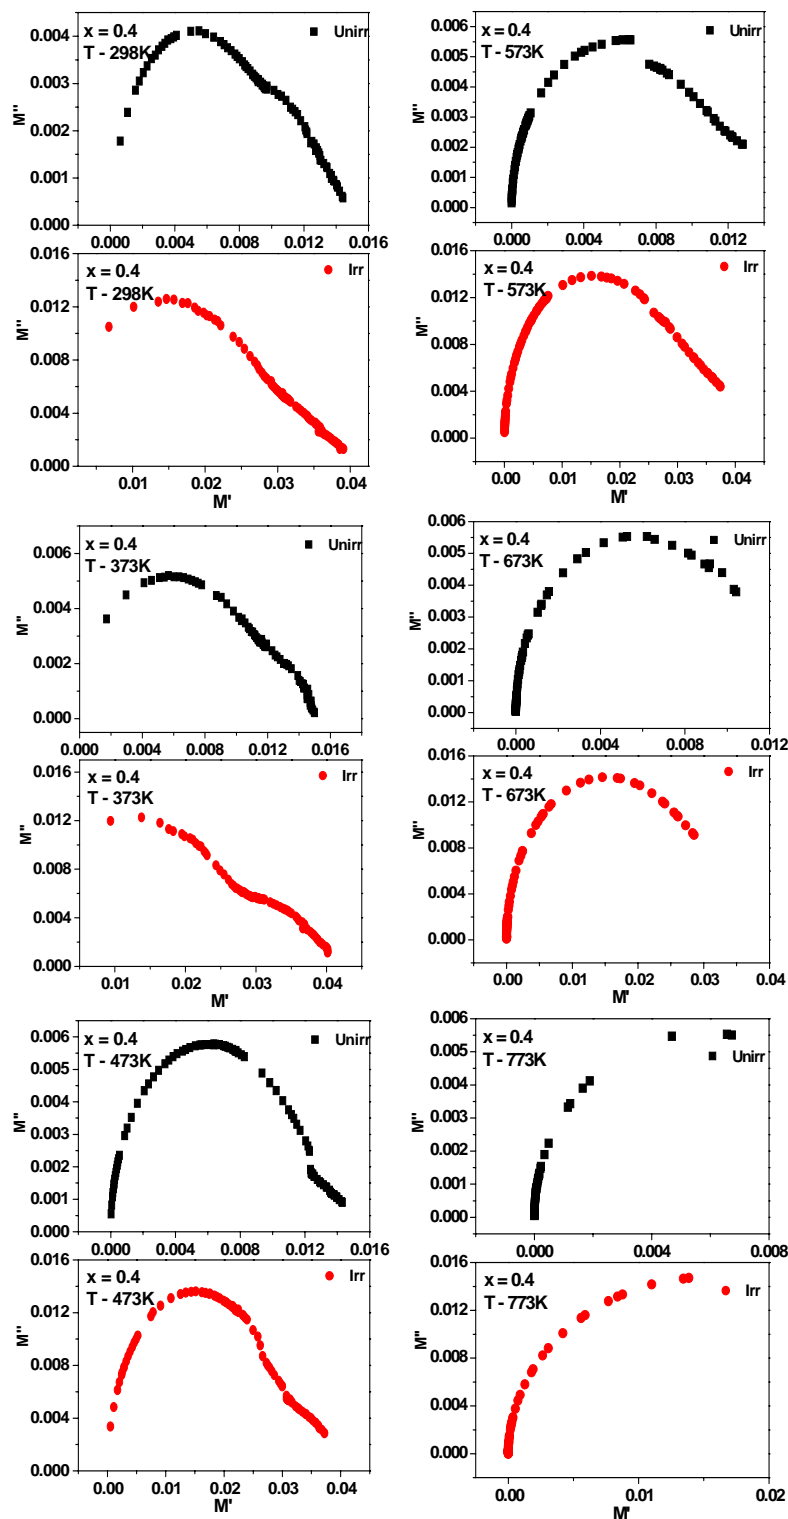 x = 0.4
T - 298K
Unirr
M''
0.004
0.003
0.002
0.001
0.000
0.000 0.004 0.008 0.012 0.016
x = 0.4
T - 298K
Irr
M''
0.016
0.012
0.008
0.004
0.000
0.01 0.02 0.03 0.04
M'
x = 0.4
T - 373K
Unirr
M''
0.006
0.004
0.002
0.000
0.000 0.004 0.008 0.012 0.016
x = 0.4
T - 373K
Irr
M''
0.016
0.012
0.008
0.004
0.000
0.01 0.02 0.03 0.04
M'
x = 0.4
T - 473K
Unirr
M''
0.006
0.005
0.004
0.003
0.002
0.001
0.000
0.000 0.004 0.008 0.012 0.016
x = 0.4
T - 473K
Irr
M''
0.016
0.012
0.008
0.004
0.000
0.00 0.01 0.02 0.03 0.04
M'
x = 0.4
T - 573K
Unirr
M''
0.006
0.005
0.004
0.003
0.002
0.001
0.000
0.000 0.004 0.008 0.012
x = 0.4
T - 573K
Irr
M''
0.016
0.012
0.008
0.004
0.000
0.00 0.01 0.02 0.03 0.04
M'
x = 0.4
T - 673K
Unirr
M''
0.006
0.005
0.004
0.003
0.002
0.001
0.000
0.000 0.004 0.008 0.012
x = 0.4
T - 673K
Irr
M''
0.016
0.012
0.008
0.004
0.000
0.00 0.01 0.02 0.03 0.04
M'
x = 0.4
T - 773K
Unirr
M''
0.006
0.005
0.004
0.003
0.002
0.001
0.000
0.000 0.004 0.008
x = 0.4
T - 773K
Irr
M''
0.016
0.012
0.008
0.004
0.000
0.00 0.01 0.02
M'